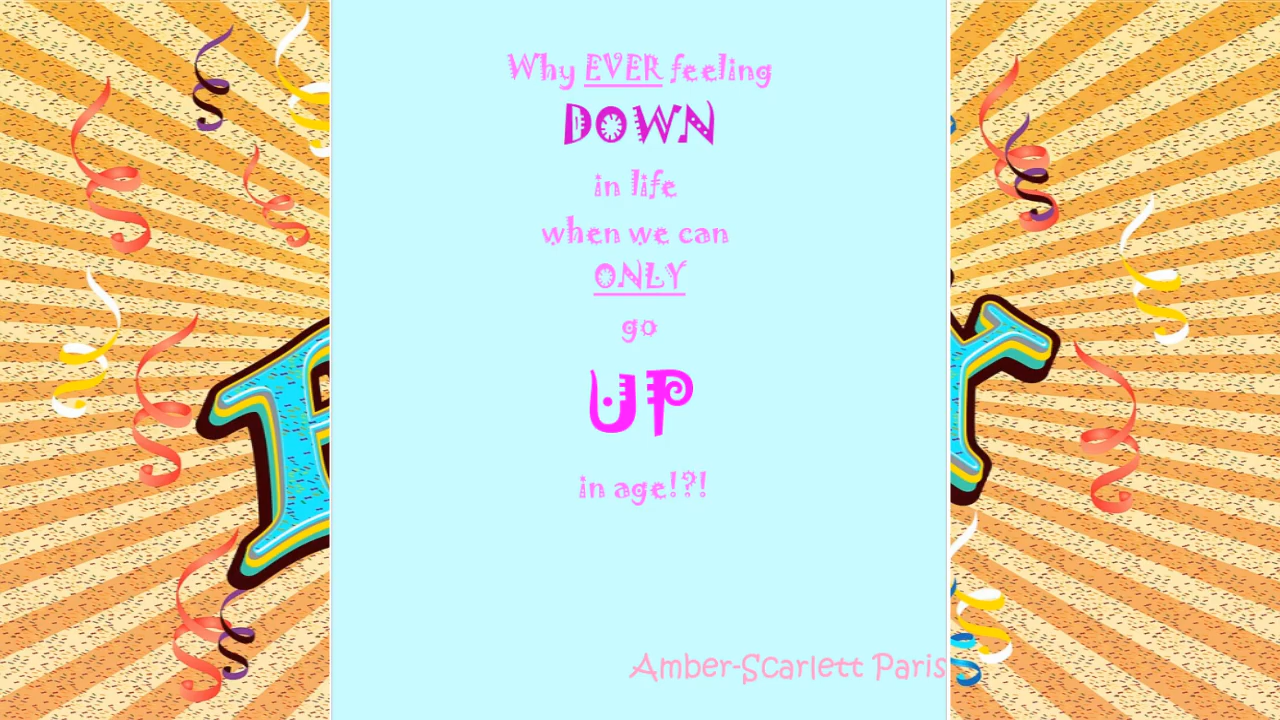 Why EVER feeling
DOWN
in life
when we can
ONLY
go
UP
in age!?!
Amber-Scarlett Paris